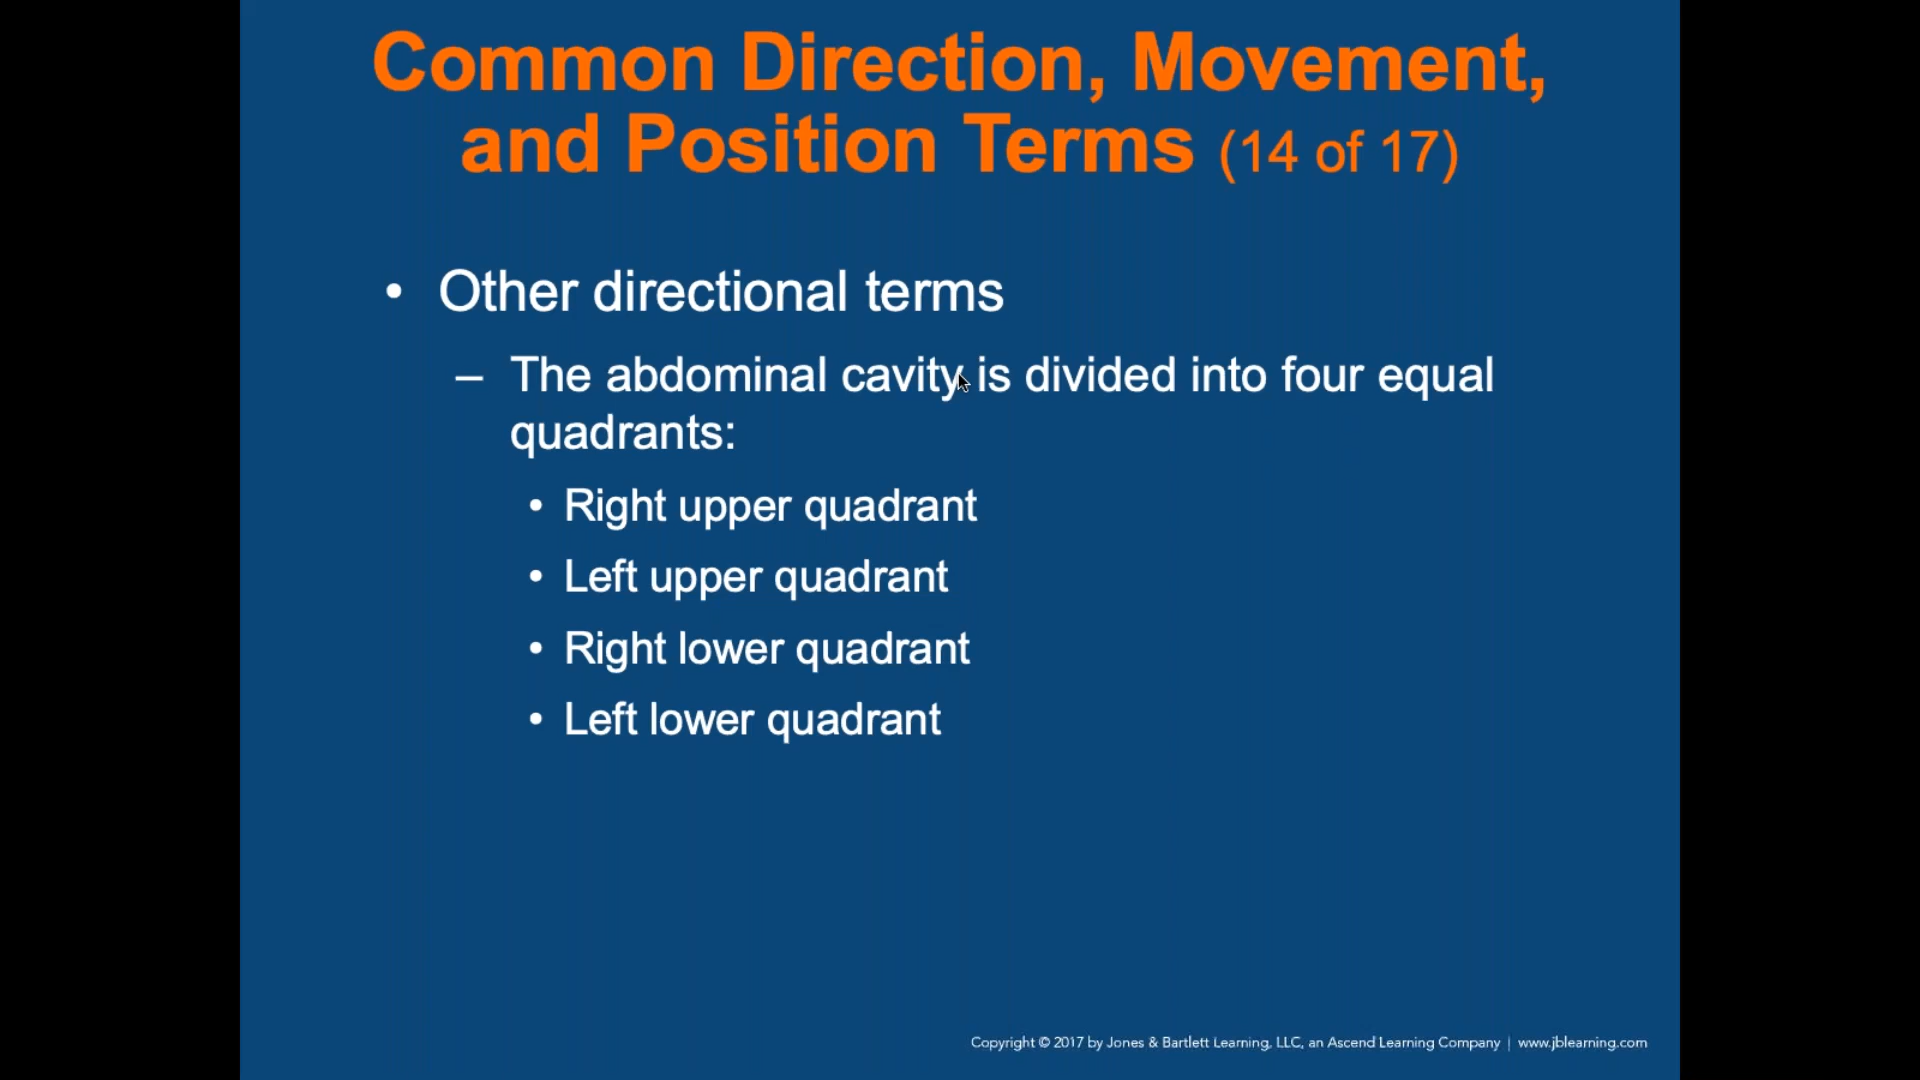 Common Direction, Movement,
and Position Terms (14 of 17)
• Other directional terms
– The abdominal cavity is divided into four equal
quadrants:
• Right upper quadrant
• Left upper quadrant
• Right lower quadrant
• Left lower quadrant
Copyright © 2017 by Jones & Bartlett Learning, LLC, an Ascend Learning Company | www.jblearning.com